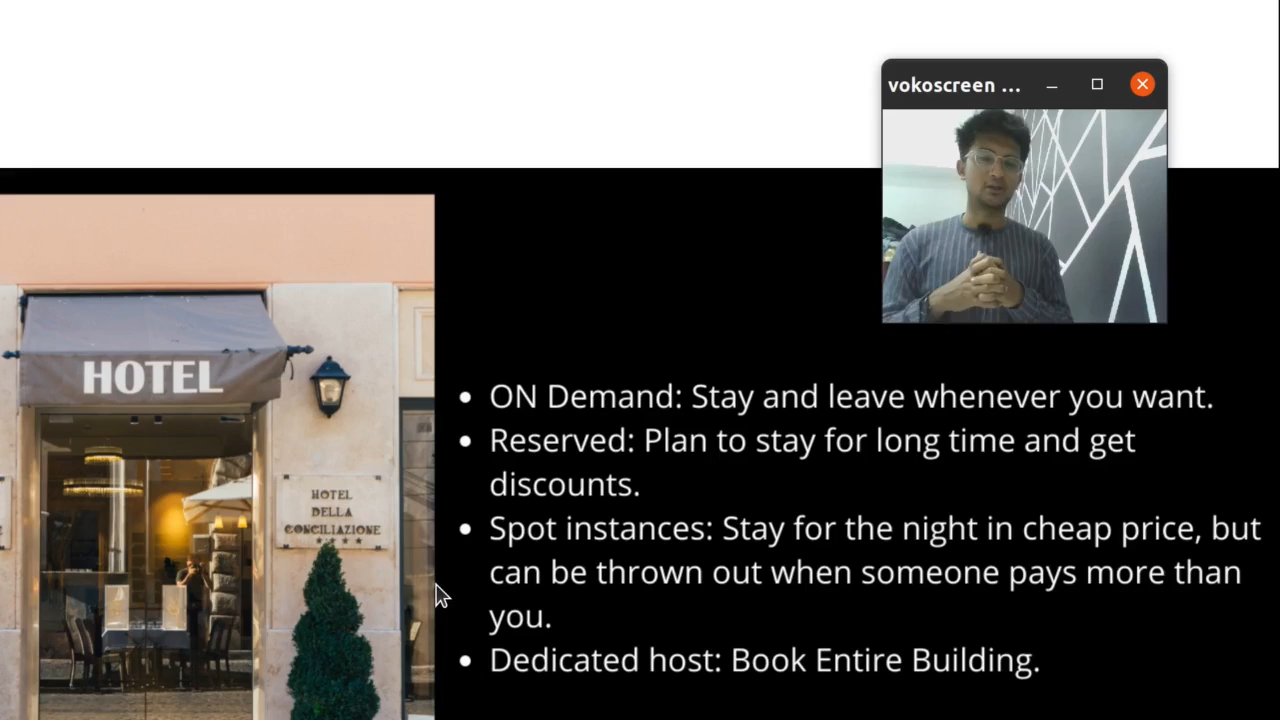 vokoscreen ...
HOTEL
HOTEL
DELLA
CONCILIAZIONE
ON Demand: Stay and leave whenever you want.
Reserved: Plan to stay for long time and get
discounts.
Spot instances: Stay for the night in cheap price, but
can be thrown out when someone pays more than
you.
Dedicated host: Book Entire Building.